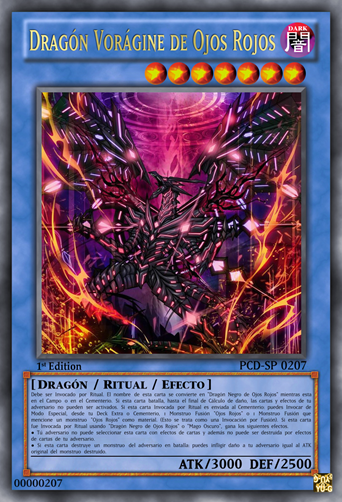 Dragón Vorágine de Ojos Rojos
DARK
闇
1st Edition
PCD-SP 0207
[ Dragón / Ritual / Efecto ]
Debe ser Invocado por Ritual. El nombre de esta carta se convierte en "Dragón Negro de Ojos Rojos" mientras esta
en el Campo o en el Cementerio. Si esta carta batalla, hasta el final de Cálculo de daño, las cartas y efectos de tu
adversario no pueden ser activados. Si esta carta Invocada por Ritual es enviada al Cementerio: puedes Invocar de
Modo Especial, desde tu Deck Extra o Cementerio, 1 Monstruo Fusión "Ojos Rojos" o 1 Monstruo Fusión que
mencione un monstruo "Ojos Rojos" como material. (Esto se trata como una Invocación por Fusión). Si esta carta
fue Invocada por Ritual usando "Dragón Negro de Ojos Rojos" o "Mago Oscuro", gana los siguientes efectos.
● Tu adversario no puede seleccionar esta carta con efectos de cartas y además no puede ser destruida por efectos
de cartas de tu adversario.
● Si esta carta destruye un monstruo del adversario en batalla: puedes infligir daño a tu adversario igual al ATK
original del monstruo destruido.
ATK/3000 DEF/2500
00000207